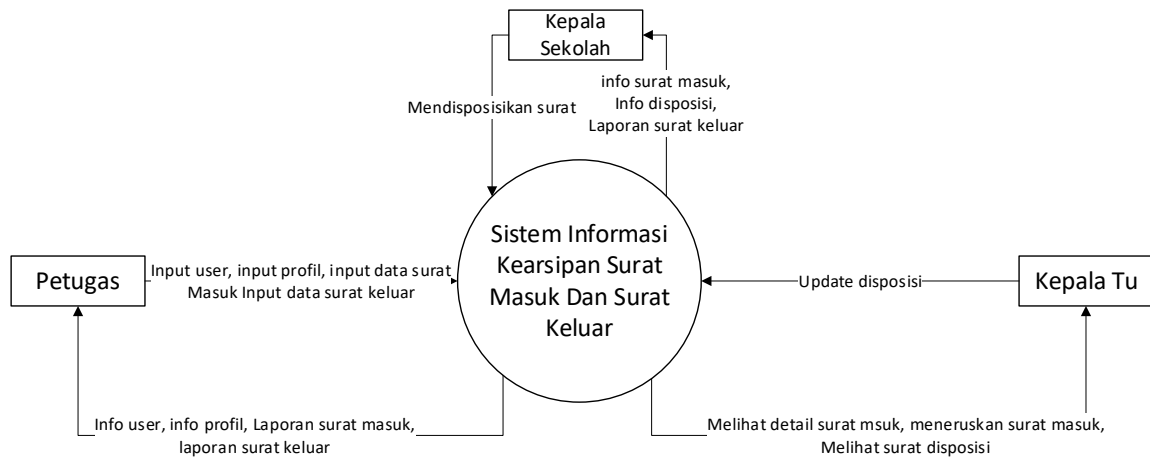 Kepala
Sekolah
info surat masuk,
Info disposisi,
Laporan surat keluar
Mendisposisikan surat
Sistem Informasi
Kearsipan Surat
Masuk Dan Surat
Keluar
Petugas
Input user, input profil, input data surat
Masuk Input data surat keluar
Update disposisi
Kepala Tu
Info user, info profil, Laporan surat masuk,
laporan surat keluar
Melihat detail surat msuk, meneruskan surat masuk,
Melihat surat disposisi